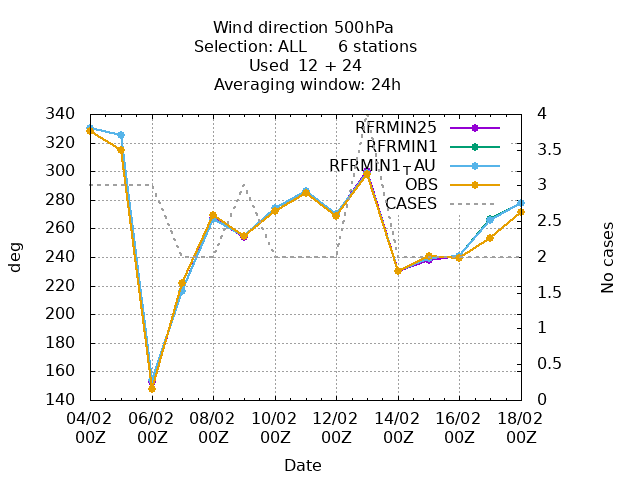 Wind direction 500hPa
Selection: ALL 6 stations
Used 12 + 24
Averaging window: 24h
340
320
300
280
260
240
220
200
180
160
140
deg
4
3.5
3
2.5
2
1.5
1
0.5
0
No cases
RFRMIN25
RFRMIN1
RFRMIN1_AU
OBS
CASES
04/02 06/02 08/02 10/02 12/02 14/02 16/02 18/02
00Z 00Z 00Z 00Z 00Z 00Z 00Z 00Z
Date